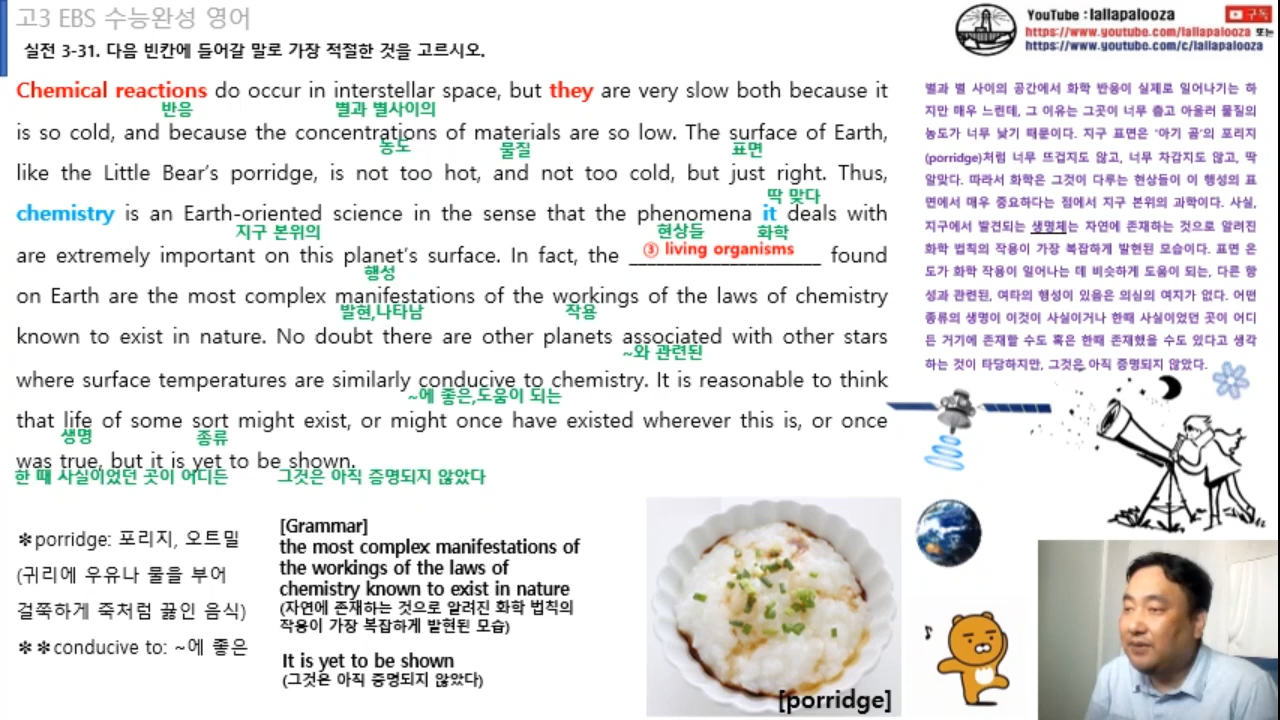 고3 EBS 수능완성 영어
실전 3-31. 다음 빈칸에 들어갈 말로 가장 적절한 것을 고르시오.
YouTube : lallapalooza
구독
https://www.youtube.com/lallapalooza 또는
https://www.youtube.com/c/lallapalooza
Chemical reactions do occur in interstellar space, but they are very slow both because it
반응 별과 별사이의
is so cold, and because the concentrations of materials are so low. The surface of Earth,
농도 물질 표면
like the Little Bear's porridge, is not too hot, and not too cold, but just right. Thus,
딱 맞다
chemistry is an Earth-oriented science in the sense that the phenomena it deals with
지구 본위의 현상들 화학
are extremely important on this planet's surface. In fact, the ③ living organisms found
행성
on Earth are the most complex manifestations of the workings of the laws of chemistry
발현,나타남 작용
known to exist in nature. No doubt there are other planets associated with other stars
~와 관련된
where surface temperatures are similarly conducive to chemistry. It is reasonable to think
~에 좋은,도움이 되는
that life of some sort might exist, or might once have existed wherever this is, or once
생명 종류
was true, but it is yet to be shown.
한 때 사실이었던 곳이 어디든 그것은 아직 증명되지 않았다
별과 별 사이의 공간에서 화학 반응이 실제로 일어나기는 하
지만 매우 느린데, 그 이유는 그곳이 너무 춥고 아울러 물질의
농도가 너무 낮기 때문이다. 지구 표면은 '아기 곰'의 포리지
(porridge)처럼 너무 뜨겁지도 않고, 너무 차갑지도 않고, 딱
알맞다. 따라서 화학은 그것이 다루는 현상들이 이 행성의 표
면에서 매우 중요하다는 점에서 지구 본위의 과학이다. 사실,
지구에서 발견되는 생명체는 자연에 존재하는 것으로 알려진
화학 법칙의 작용이 가장 복잡하게 발현된 모습이다. 표면 온
도가 화학 작용이 일어나는 데 비슷하게 도움이 되는, 다른 항
성과 관련된, 여타의 행성이 있음은 의심의 여지가 없다. 어떤
종류의 생명이 이것이 사실이거나 한때 사실이었던 곳이 어디
든 거기에 존재할 수도 혹은 한때 존재했을 수도 있다고 생각
하는 것이 타당하지만, 그것은 아직 증명되지 않았다.
*porridge: 포리지, 오트밀
(귀리에 우유나 물을 부어
걸쭉하게 죽처럼 끓인 음식)
**conducive to: ~에 좋은
[Grammar]
the most complex manifestations of
the workings of the laws of
chemistry known to exist in nature
(자연에 존재하는 것으로 알려진 화학 법칙의
작용이 가장 복잡하게 발현된 모습)
It is yet to be shown
(그것은 아직 증명되지 않았다)
[porridge]